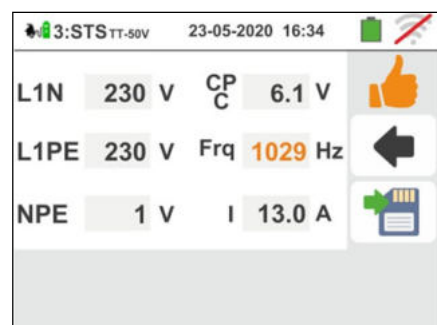 3:STS TT-50V 23-05-2020 16:34
L1N 230 V CP C 6.1 V
L1PE 230 V Frq 1029 Hz
NPE 1 V I 13.0 A